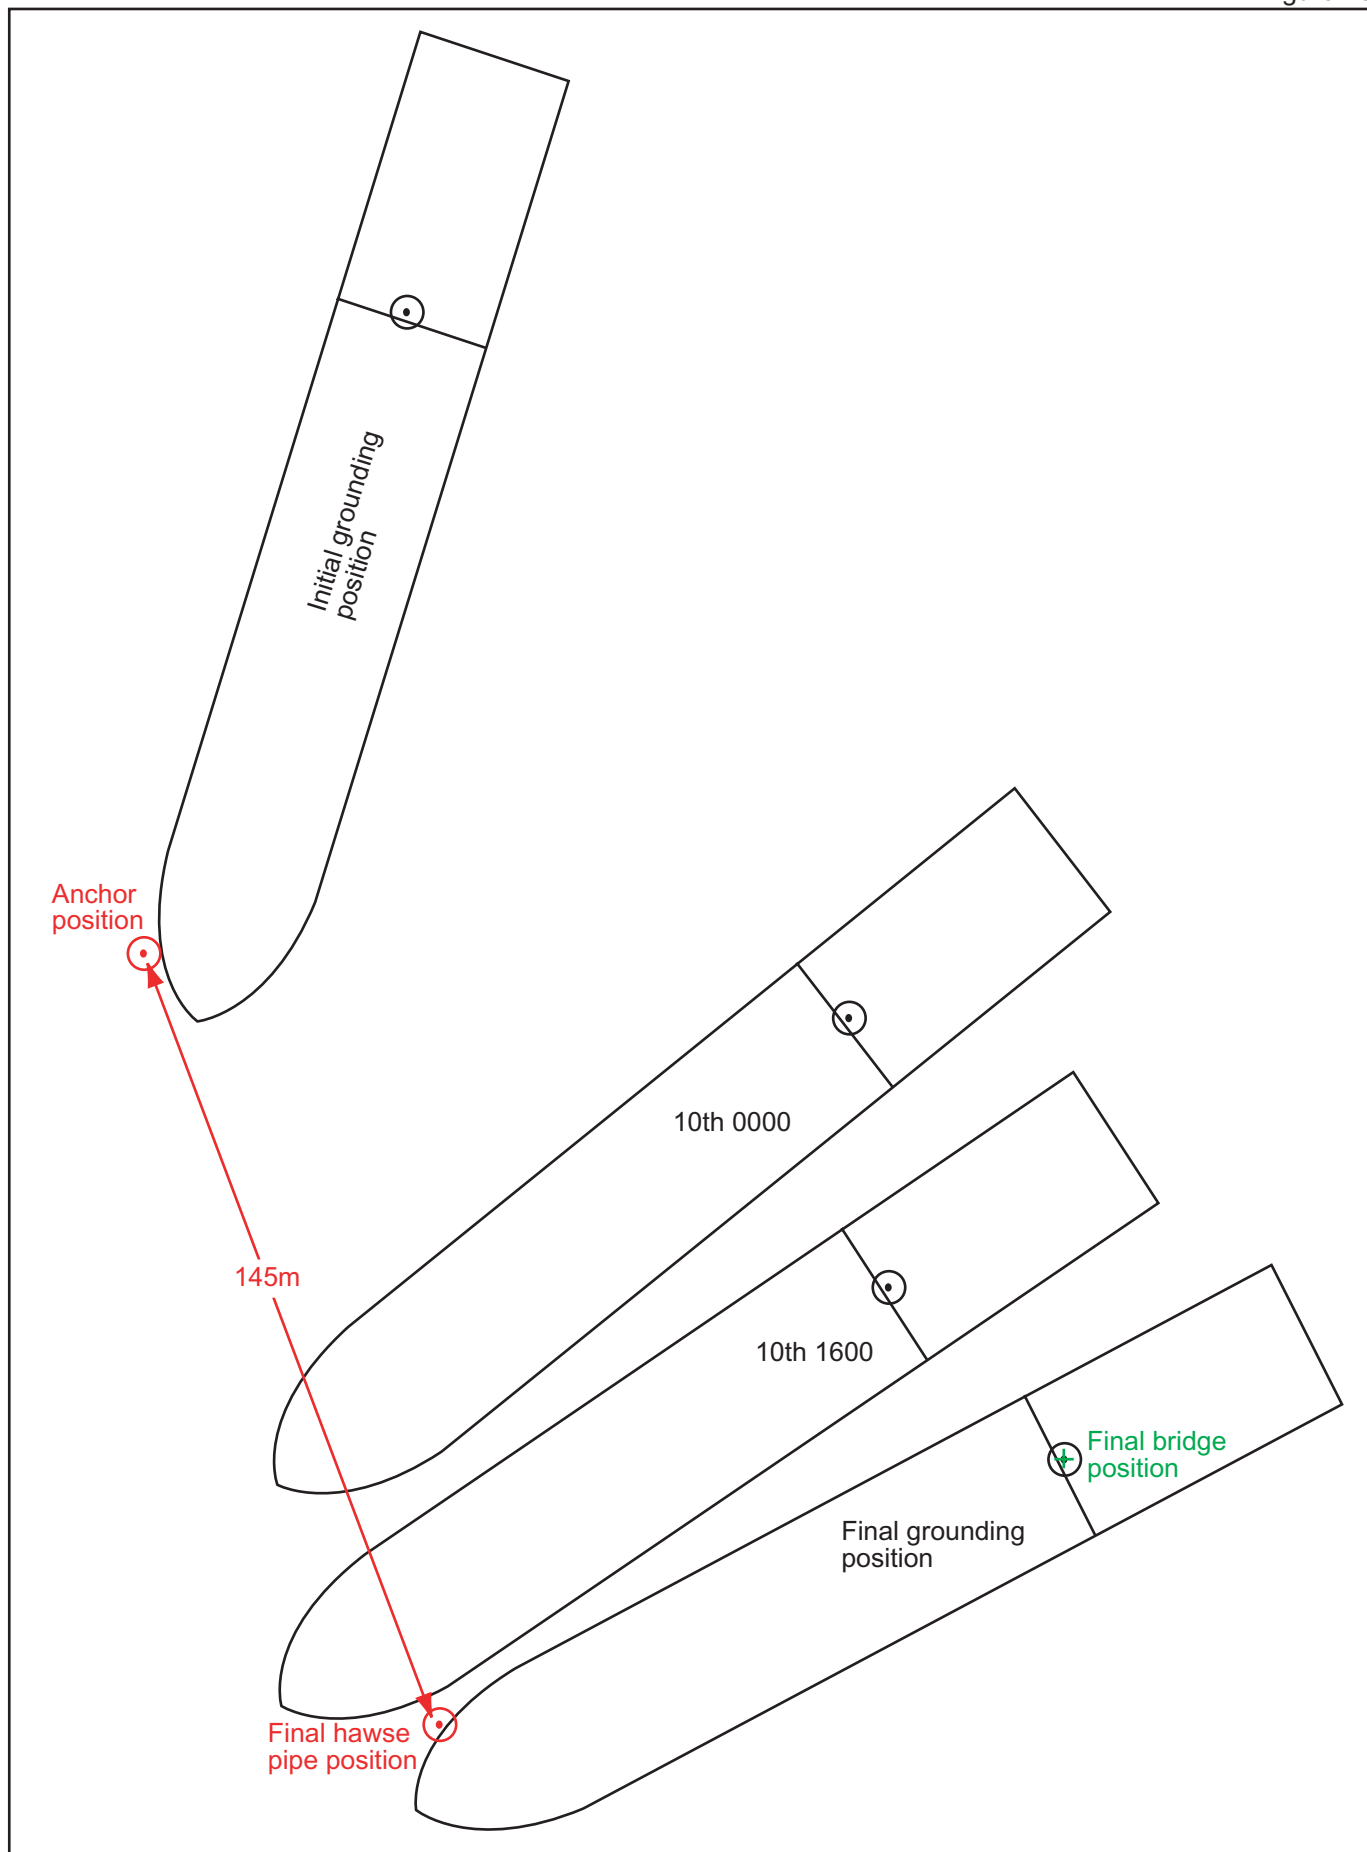 Initial grounding
position
Anchor
position
10th 0000
145m
10th 1600
Final bridge
position
Final grounding
position
Final hawse
pipe position